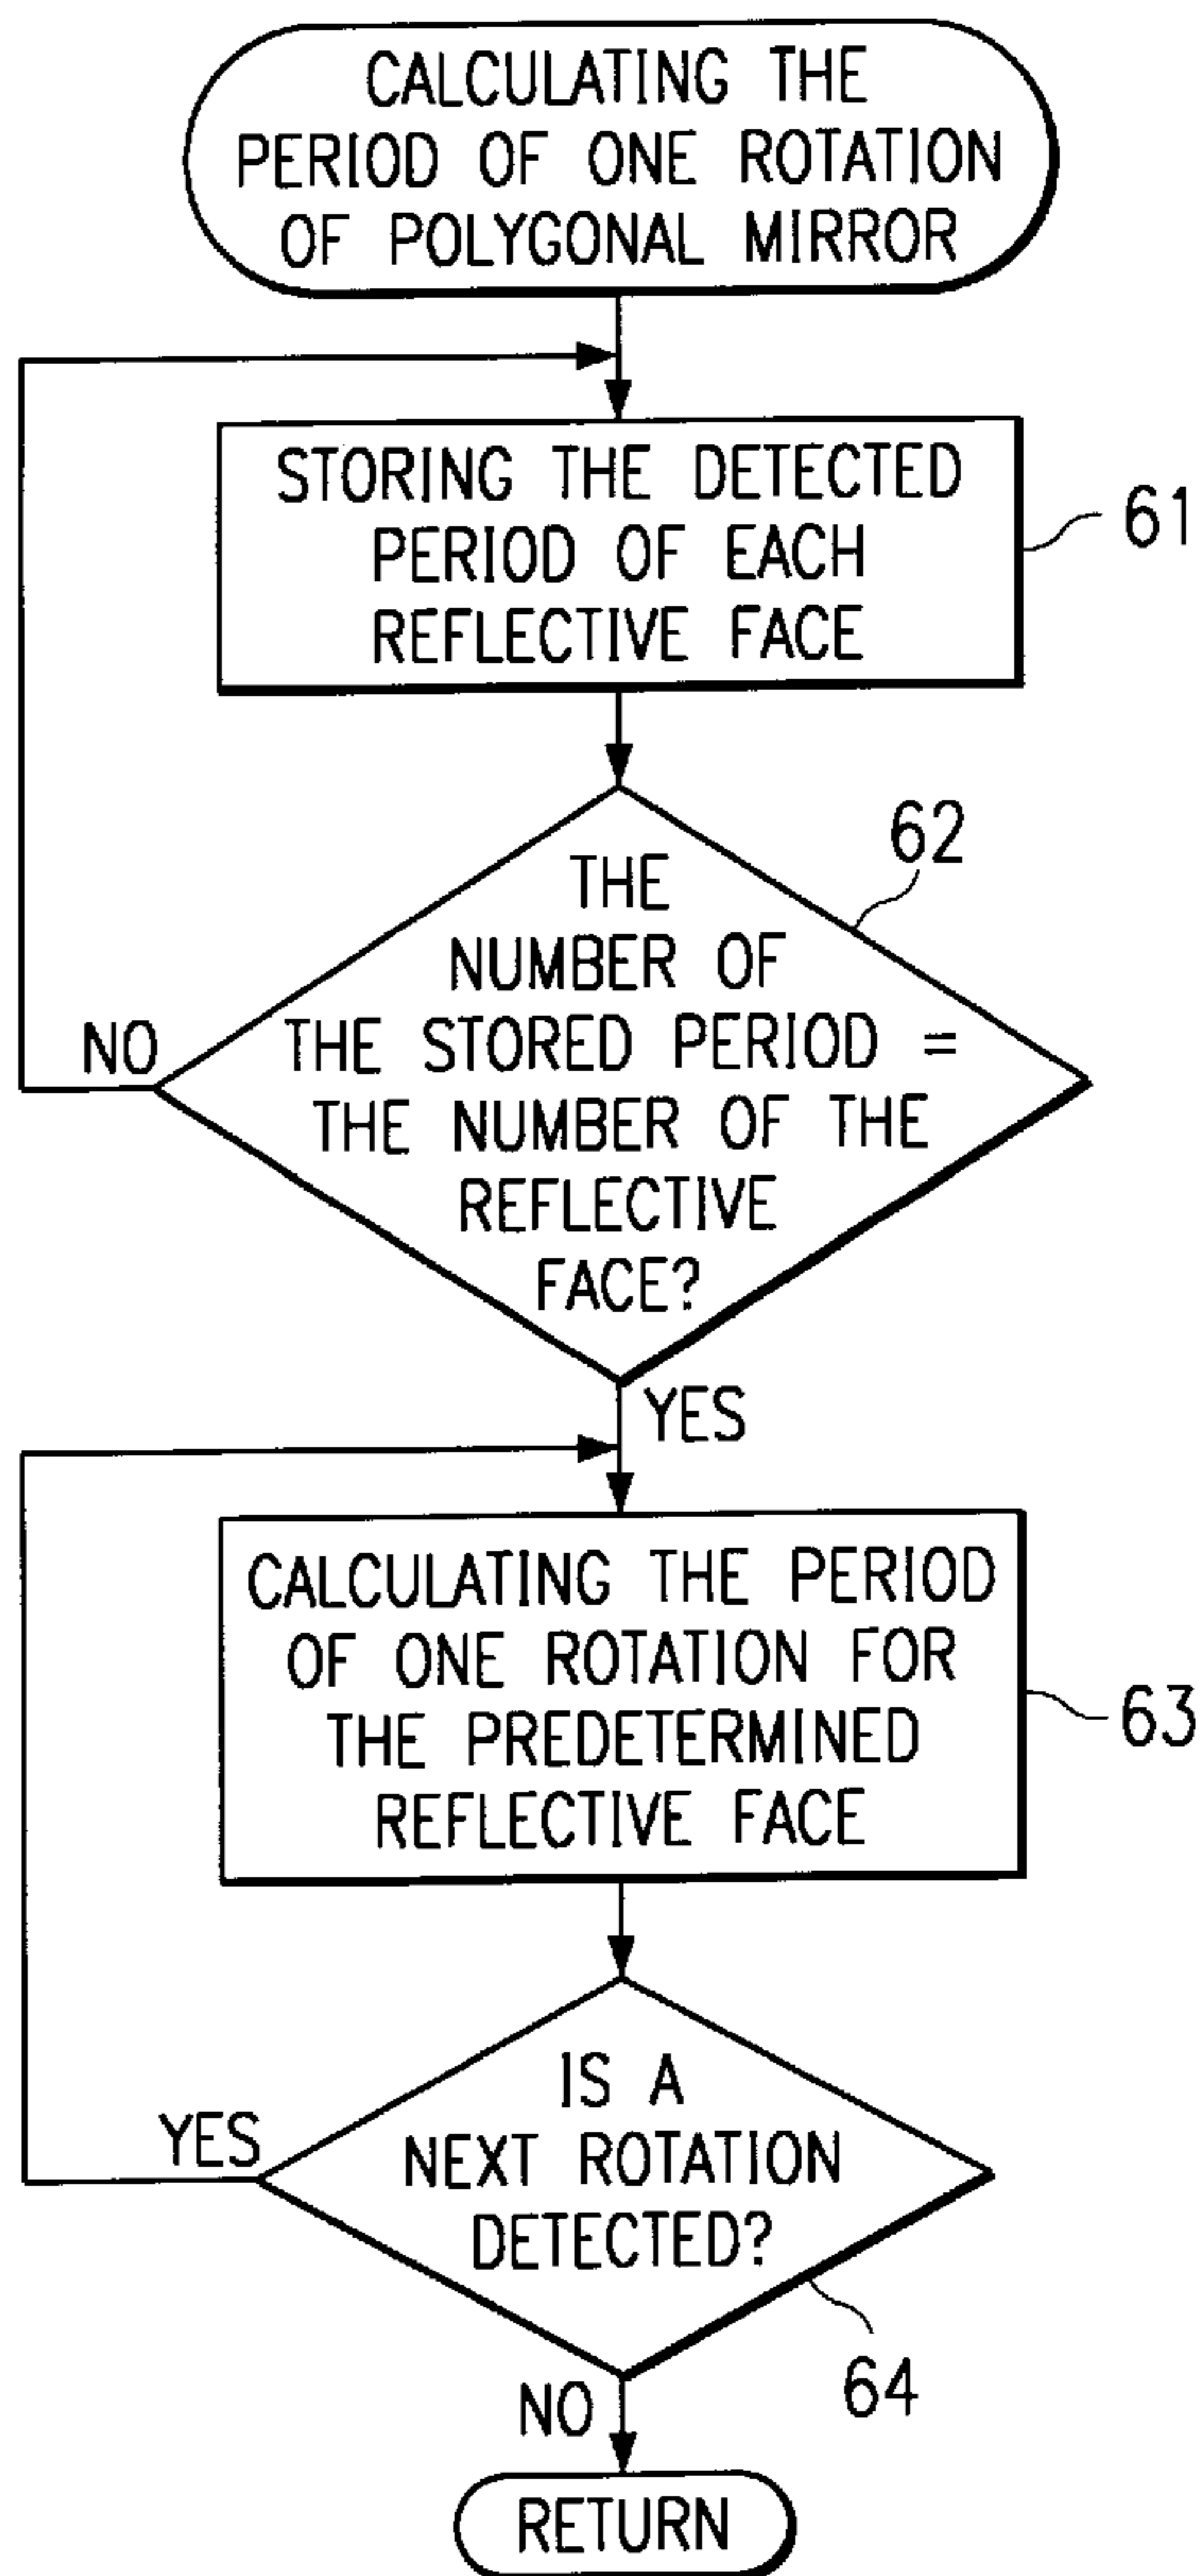 CALCULATING THE
PERIOD OF ONE ROTATION
OF POLYGONAL MIRROR
STORING THE DETECTED
PERIOD OF EACH
REFLECTIVE FACE
61
62
THE
NUMBER OF
THE STORED PERIOD =
THE NUMBER OF THE
REFLECTIVE
FACE?
NO
YES
CALCULATING THE PERIOD
OF ONE ROTATION FOR
THE PREDETERMINED
REFLECTIVE FACE
63
IS A
NEXT ROTATION
DETECTED?
YES
64
NO
RETURN